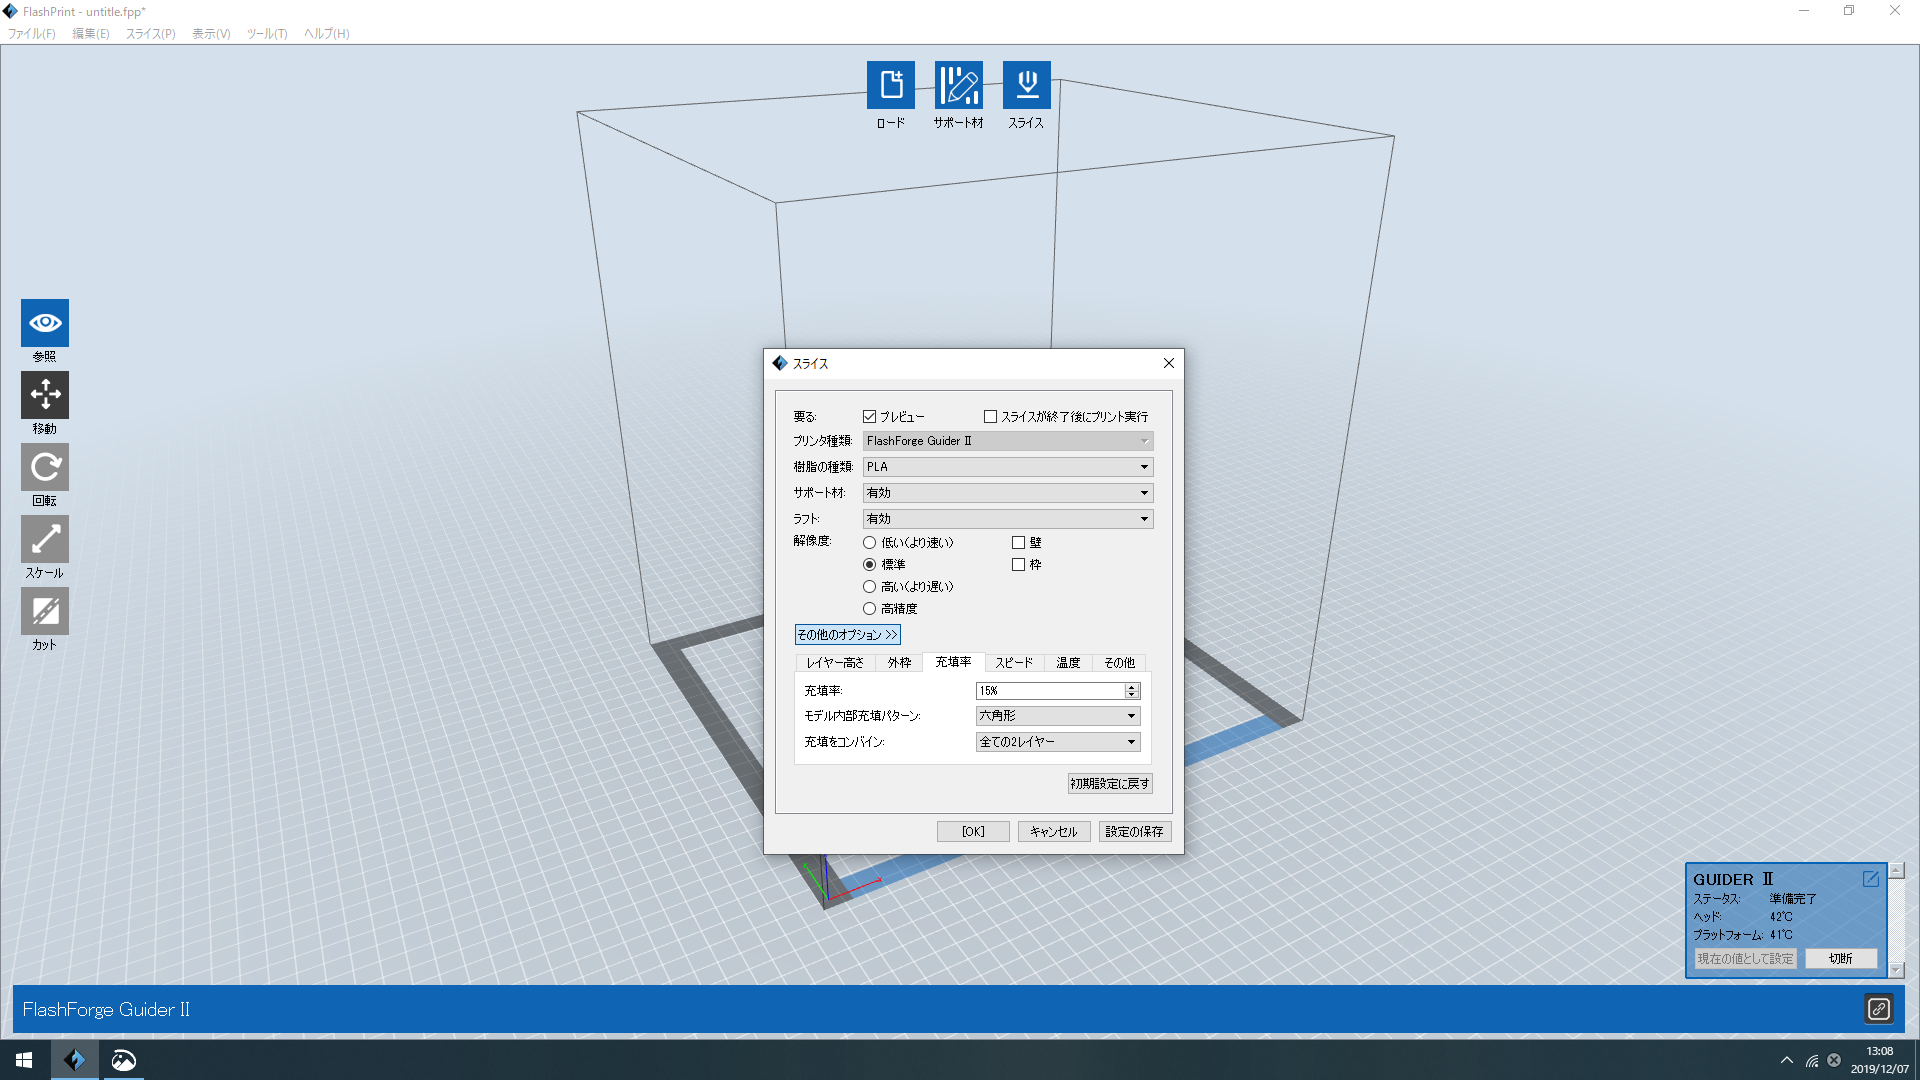 FlashPrint - untitle.fpp*
ファイル(F) 編集(E) スライス(P) 表示(V) ツール(T) ヘルプ(H)
ロード サポート材 スライス
参照
移動
回転
スケール
カット
スライス
要る: プレビュー スライスが終了後にプリント実行
プリンタ種類: FlashForge Guider Ⅱ
樹脂の種類: PLA
サポート材: 有効
ラフト: 有効
解像度: 低い(より速い) 壁
標準 枠
高い(より遅い)
高精度
その他のオプション >>
レイヤー高さ 外枠 充填率 スピード 温度 その他
充填率: 15%
モデル内部充填パターン: 六角形
充填をコンバイン: 全ての2レイヤー
初期設定に戻す
[OK] キャンセル 設定の保存
GUIDER Ⅱ
ステータス: 準備完了
ヘッド: 42℃
プラットフォーム: 41℃
現在の値として設定 切断
FlashForge Guider Ⅱ
13:08
2019/12/07